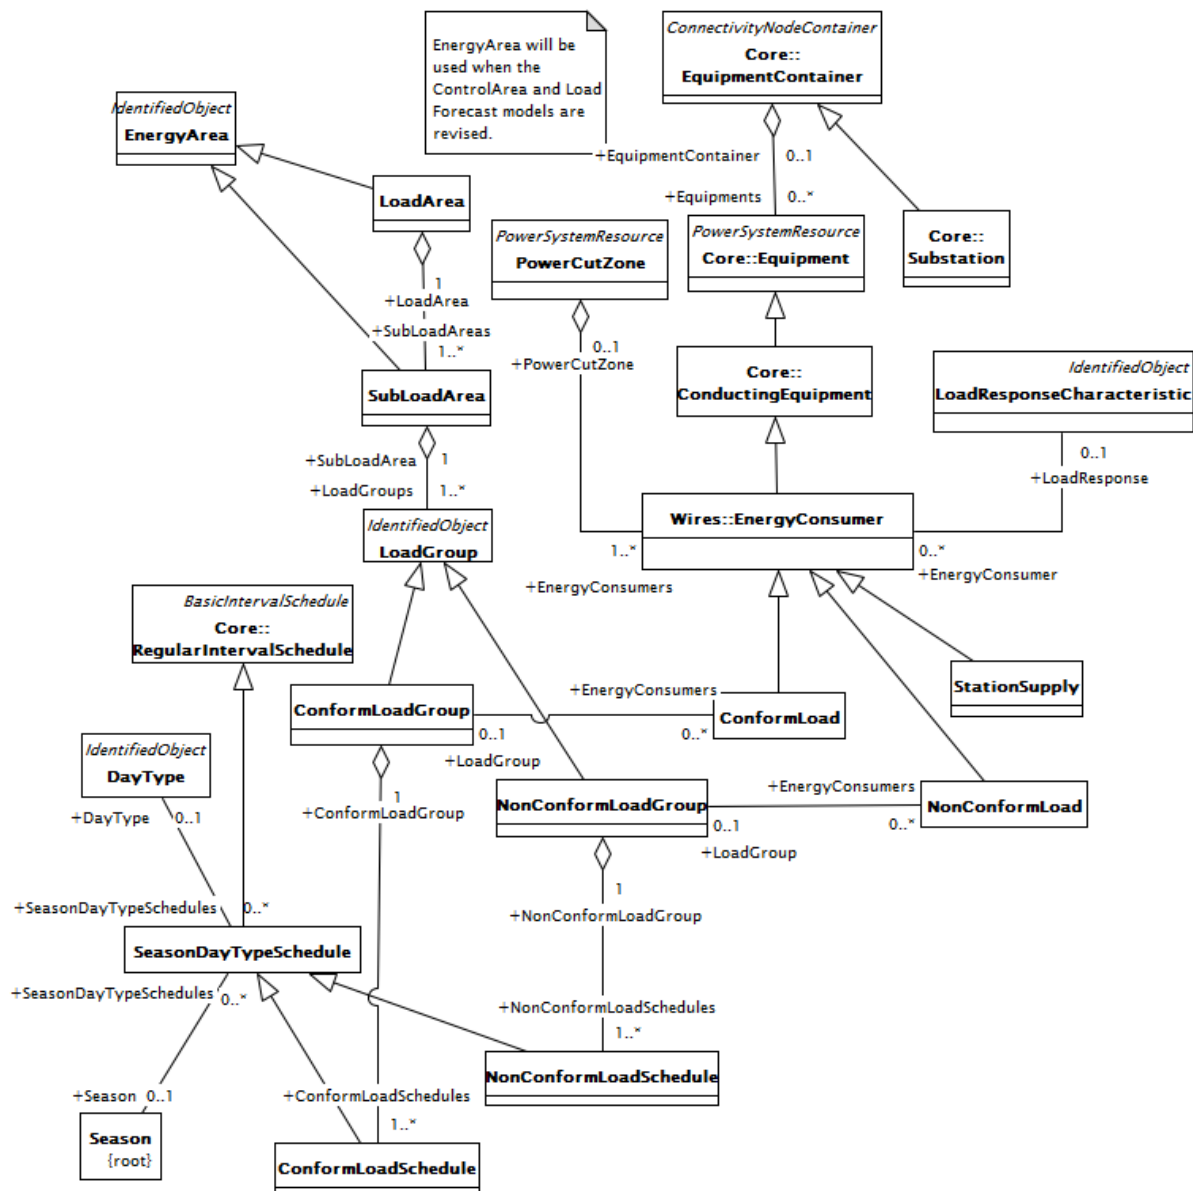 ConnectivityNodeContainer
Core::
EquipmentContainer
EnergyArea will be
used when the
ControlArea and Load
Forecast models are
revised.
IdentifiedObject
EnergyArea
+EquipmentContainer
0..1
LoadArea
+Equipments
0..*
PowerSystemResource
PowerCutZone
PowerSystemResource
Core::Equipment
Core::
Substation
1
+LoadArea
+SubLoadAreas
1..*
0..1
+PowerCutZone
Core::
ConductingEquipment
IdentifiedObject
LoadResponseCharacteristic
SubLoadArea
+SubLoadArea
1
+LoadGroups
1..*
0..1
+LoadResponse
IdentifiedObject
LoadGroup
Wires::EnergyConsumer
1..*
+EnergyConsumers
0..*
+EnergyConsumer
BasicIntervalSchedule
Core::
RegularIntervalSchedule
StationSupply
ConformLoadGroup
+EnergyConsumers
ConformLoad
0..1
0..*
+LoadGroup
IdentifiedObject
DayType
+DayType
0..1
1
+ConformLoadGroup
NonConformLoadGroup
+EnergyConsumers
NonConformLoad
0..1
0..*
+LoadGroup
1
+NonConformLoadGroup
+SeasonDayTypeSchedules
0..*
SeasonDayTypeSchedule
+SeasonDayTypeSchedules
0..*
+NonConformLoadSchedules
1..*
NonConformLoadSchedule
+Season
0..1
+ConformLoadSchedules
1..*
Season
{root}
ConformLoadSchedule